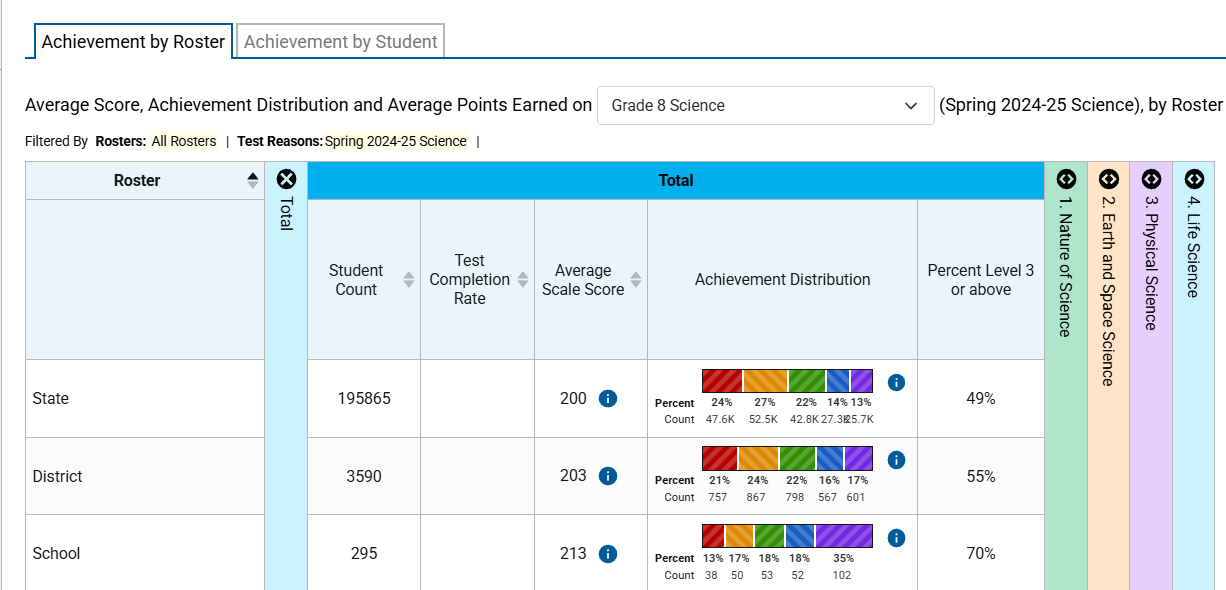 Achievement by Roster Achievement by Student
Average Score, Achievement Distribution and Average Points Earned on Grade 8 Science (Spring 2024-25 Science), by Roster
Filtered By Rosters: All Rosters | Test Reasons: Spring 2024-25 Science |
Roster
Total
Total
1. Nature of Science
2. Earth and Space Science
3. Physical Science
4. Life Science
Student
Count
Test
Completion
Rate
Average
Scale Score
Achievement Distribution
Percent Level 3
or above
State 195865 200 49%
Percent 24% 27% 22% 14% 13%
Count 47.6K 52.5K 42.8K 27.3K 25.7K
District 3590 203 55%
Percent 21% 24% 22% 16% 17%
Count 757 867 798 567 601
School 295 213 70%
Percent 13% 17% 18% 18% 35%
Count 38 50 53 52 102